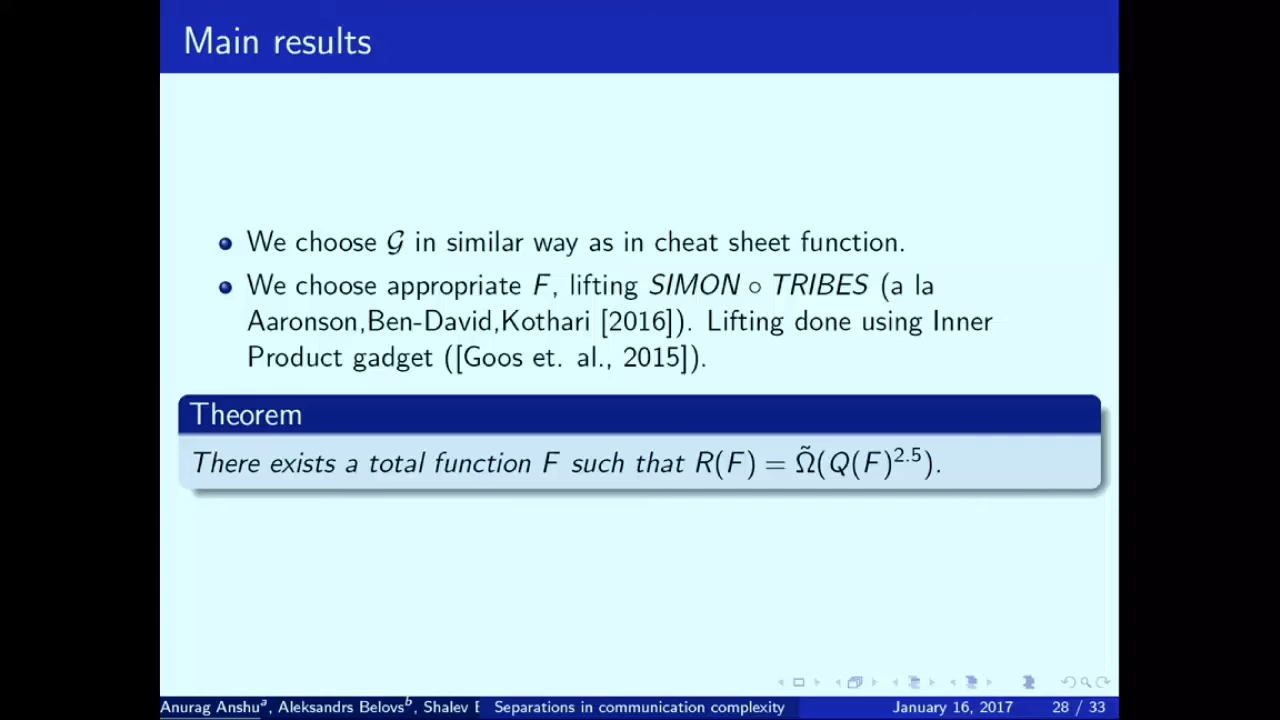 Main results
We choose 𝒢 in similar way as in cheat sheet function.
We choose appropriate F, lifting SIMON ∘ TRIBES (a la
Aaronson,Ben-David,Kothari [2016]). Lifting done using Inner
Product gadget ([Goos et. al., 2015]).
Theorem
There exists a total function F such that R(F) = Ω̃(Q(F)^2.5).
Anurag Anshu^a, Aleksandrs Belovs^b, Shalev Separations in communication complexity January 16, 2017 28 / 33